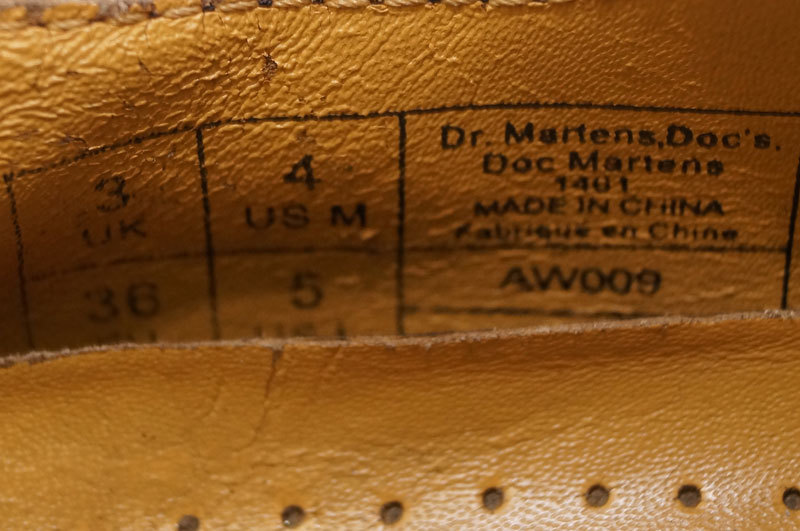 3
UK
4
US M
Dr. Martens,Doc's.
Doc Martens
1461
MADE IN CHINA
Fabriqué en Chine
36
5
AW009